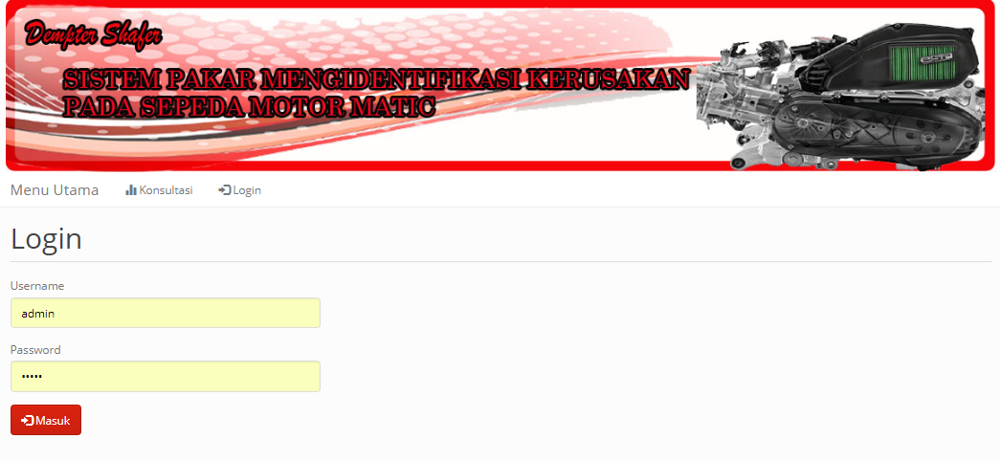 Dempter Shafer
SISTEM PAKAR MENGIDENTIFIKASI KERUSAKAN
PADA SEPEDA MOTOR MATIC
Menu Utama Konsultasi Login
Login
Username
admin
Password
•••••
Masuk